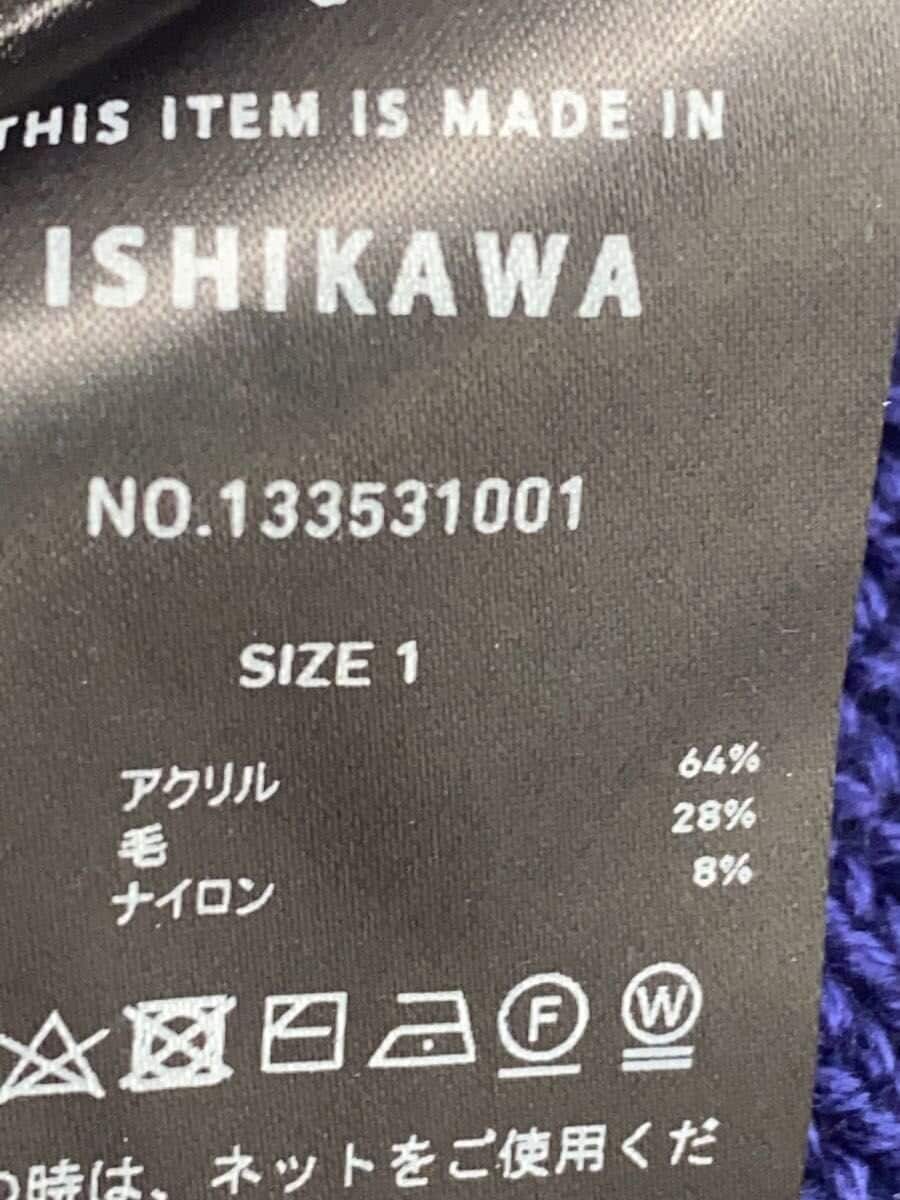 THIS ITEM IS MADE IN
ISHIKAWA
NO.133531001
SIZE 1
アクリル 64%
毛 28%
ナイロン 8%
F W
の時は、ネットをご使用くだ